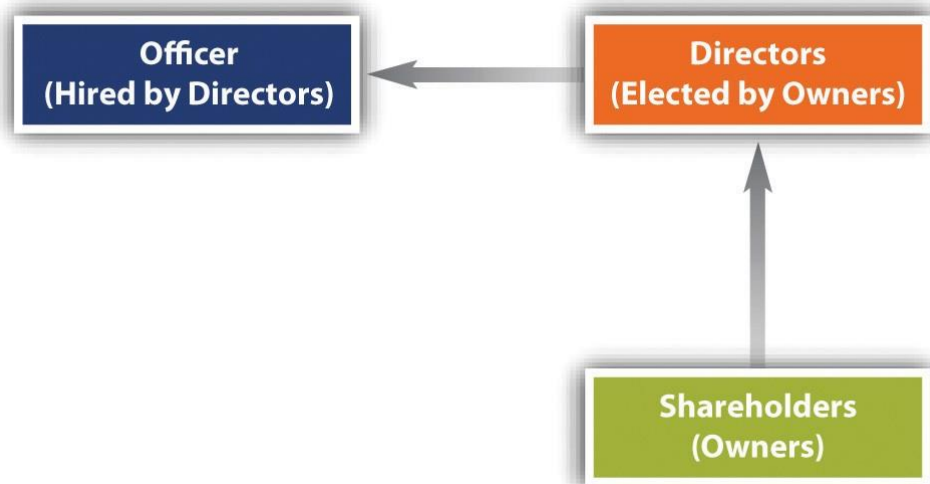 Officer
(Hired by Directors)
Directors
(Elected by Owners)
Shareholders
(Owners)